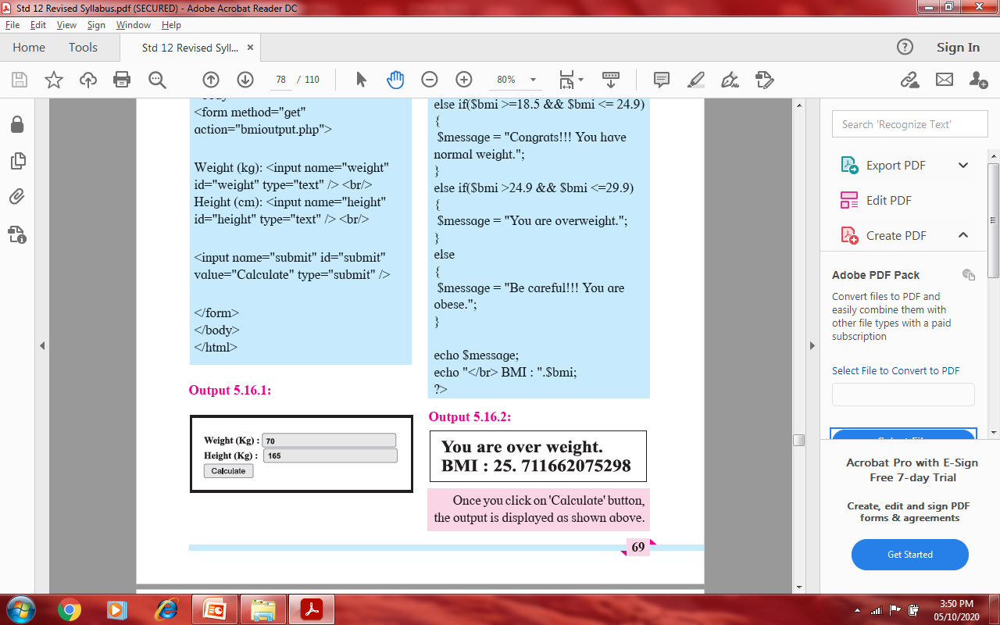 Std 12 Revised Syllabus.pdf (SECURED) - Adobe Acrobat Reader DC
File Edit View Sign Window Help
Home Tools Std 12 Revised Syll... × ? Sign In
78 / 110 80%
<form method="get"
action="bmioutput.php">
Weight (kg): <input name="weight"
id="weight" type="text" /> <br/>
Height (cm): <input name="height"
id="height" type="text" /> <br/>
<input name="submit" id="submit"
value="Calculate" type="submit" />
</form>
</body>
</html>
Output 5.16.1:
Weight (Kg) : 70
Height (Kg) : 165
Calculate
else if($bmi >=18.5 && $bmi <= 24.9)
{
$message = "Congrats!!! You have
normal weight.";
}
else if($bmi >24.9 && $bmi <=29.9)
{
$message = "You are overweight.";
}
else
{
$message = "Be careful!!! You are
obese.";
}
echo $message;
echo "</br> BMI : ".$bmi;
?>
Output 5.16.2:
You are over weight.
BMI : 25. 711662075298
Once you click on 'Calculate' button,
the output is displayed as shown above.
69
Search 'Recognize Text'
Export PDF
Edit PDF
Create PDF
Adobe PDF Pack
Convert files to PDF and
easily combine them with
other file types with a paid
subscription
Select File to Convert to PDF
Acrobat Pro with E-Sign
Free 7-day Trial
Create, edit and sign PDF
forms & agreements
Get Started
3:50 PM
05/10/2020